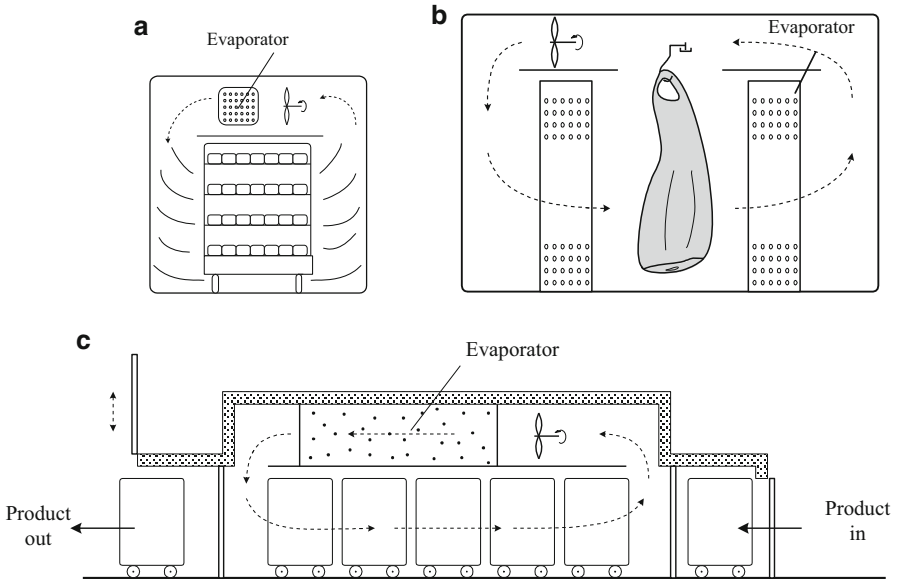 a
Evaporator
b
Evaporator
c
Evaporator
Product
out
Product
in